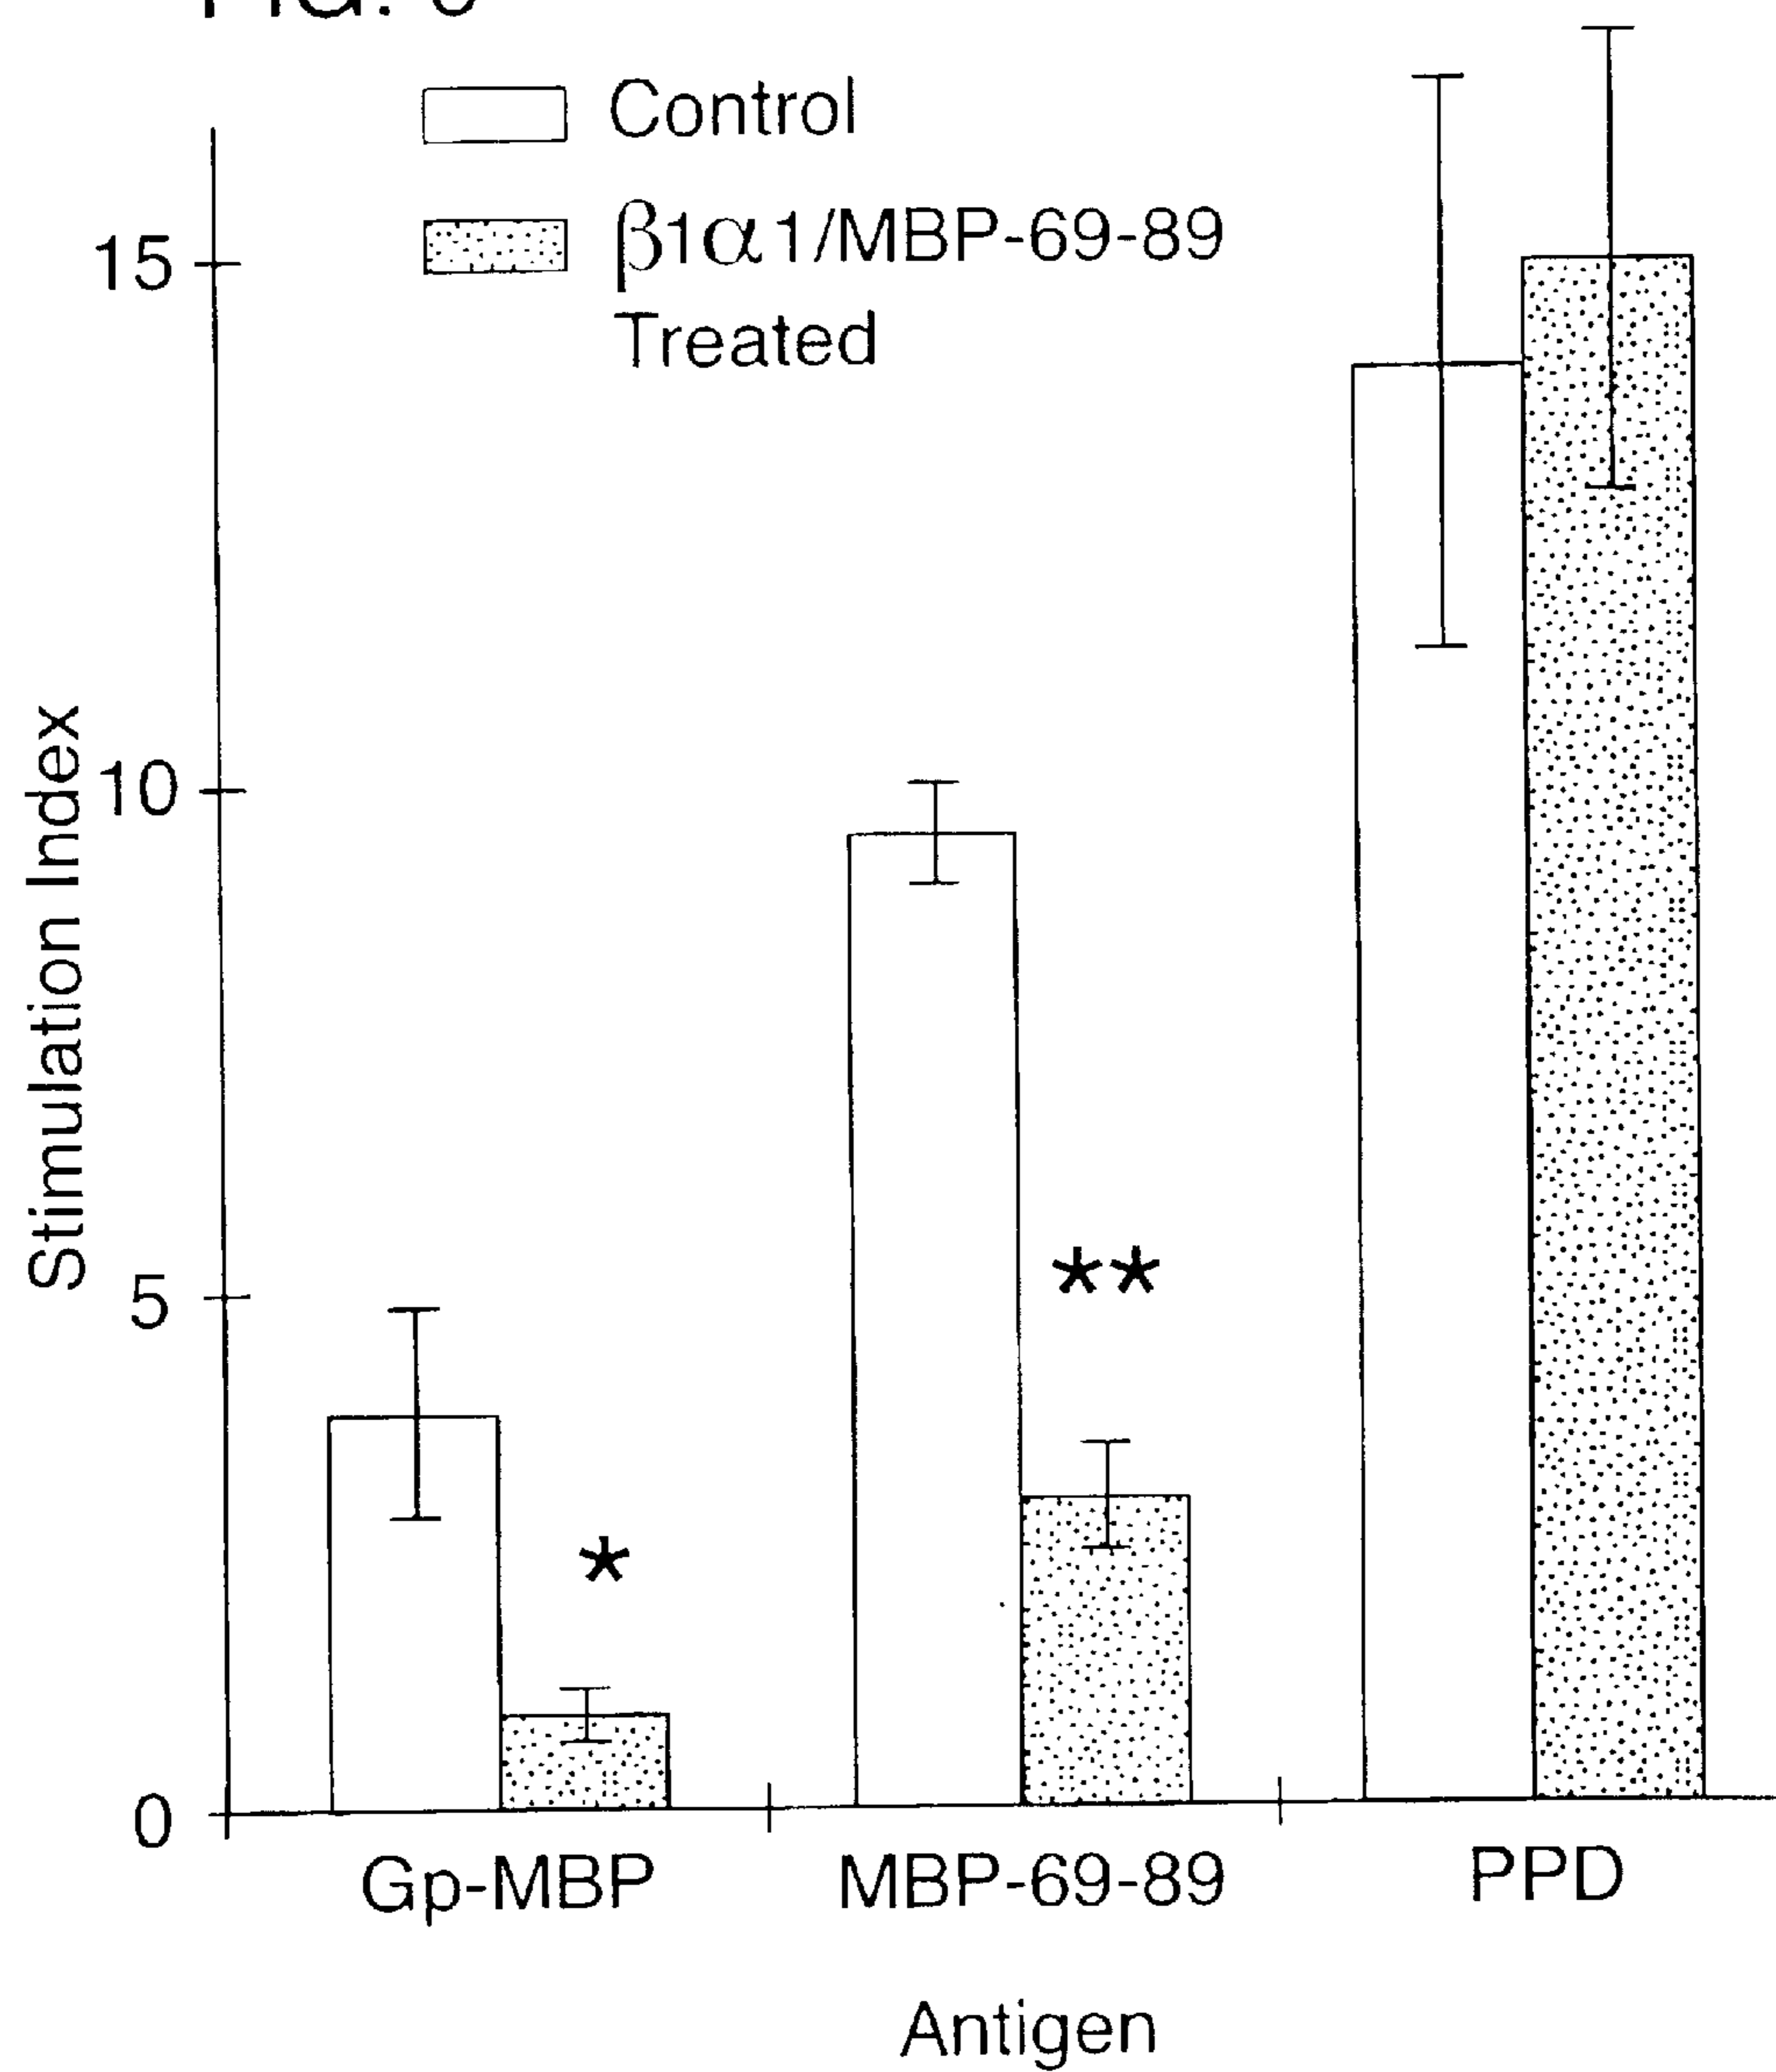 FIG.
Control
β1α1/MBP-69-89
Treated
15
10
5
0
Stimulation Index
*
**
Gp-MBP
MBP-69-89
PPD
Antigen